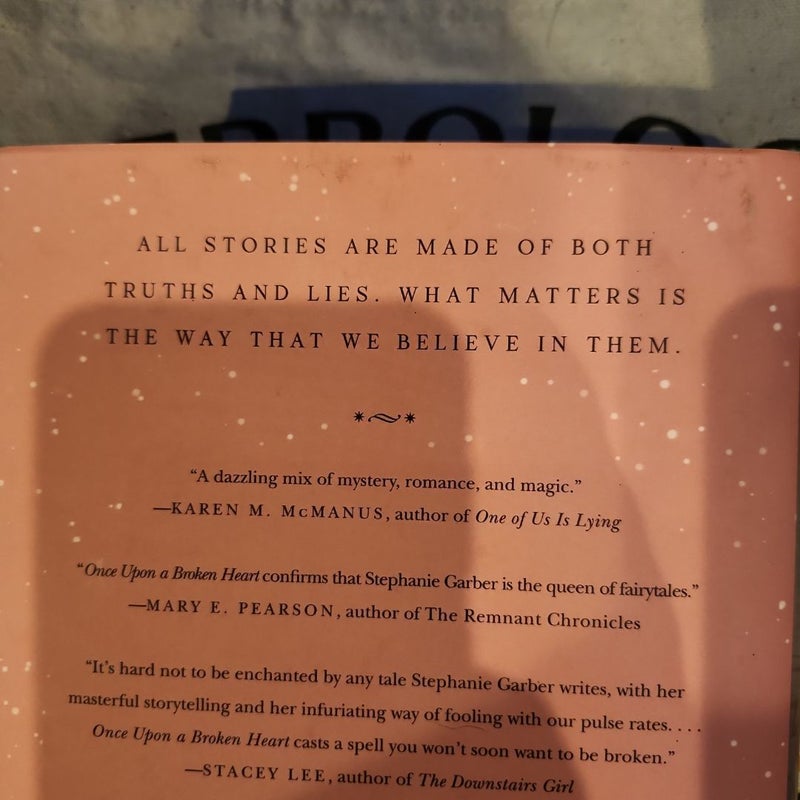 ALL STORIES ARE MADE OF BOTH
TRUTHS AND LIES. WHAT MATTERS IS
THE WAY THAT WE BELIEVE IN THEM.
“A dazzling mix of mystery, romance, and magic.”
—KAREN M. McMANUS, author of One of Us Is Lying
“Once Upon a Broken Heart confirms that Stephanie Garber is the queen of fairytales.”
—MARY E. PEARSON, author of The Remnant Chronicles
“It’s hard not to be enchanted by any tale Stephanie Garber writes, with her
masterful storytelling and her infuriating way of fooling with our pulse rates. . . .
Once Upon a Broken Heart casts a spell you won’t soon want to be broken.”
—STACEY LEE, author of The Downstairs Girl